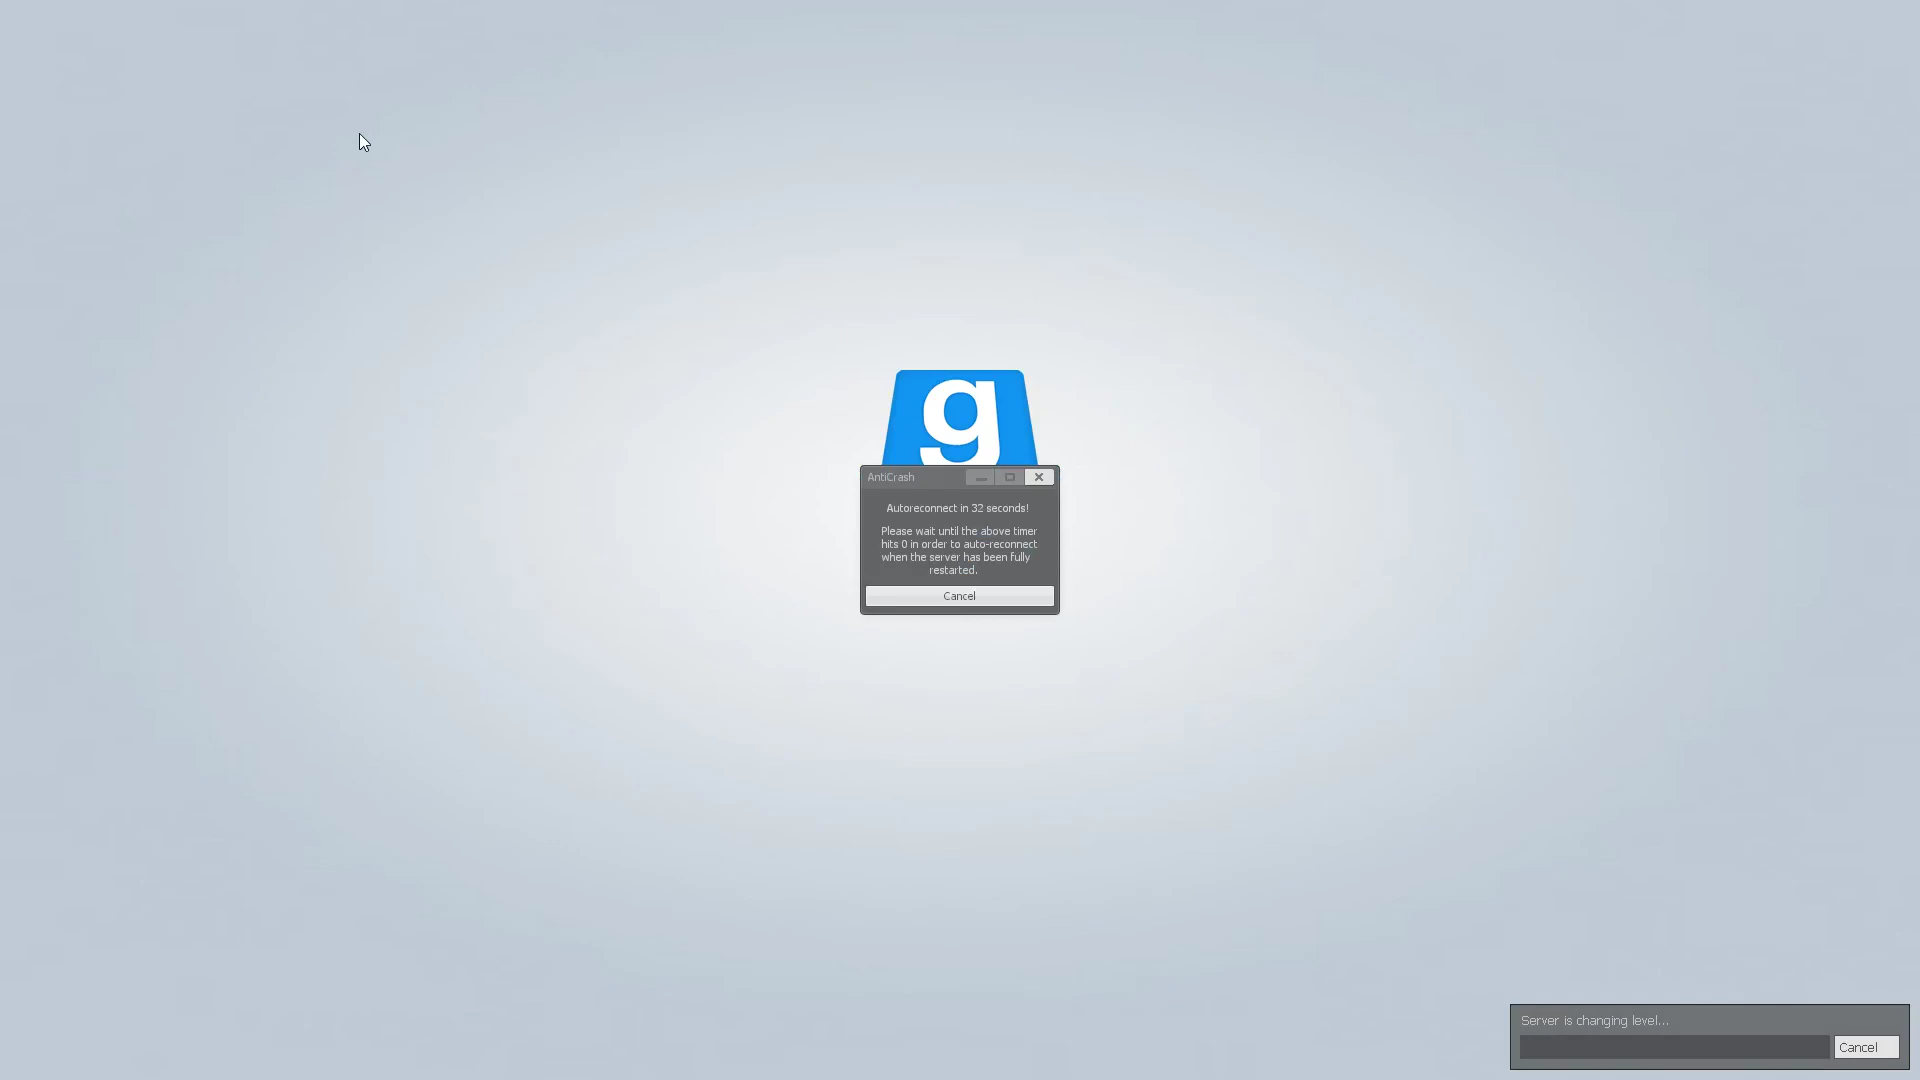 g
AntiCrash
Autoreconnect in 32 seconds!
Please wait until the above timer
hits 0 in order to auto-reconnect
when the server has been fully
restarted.
Cancel
Server is changing level...
Cancel